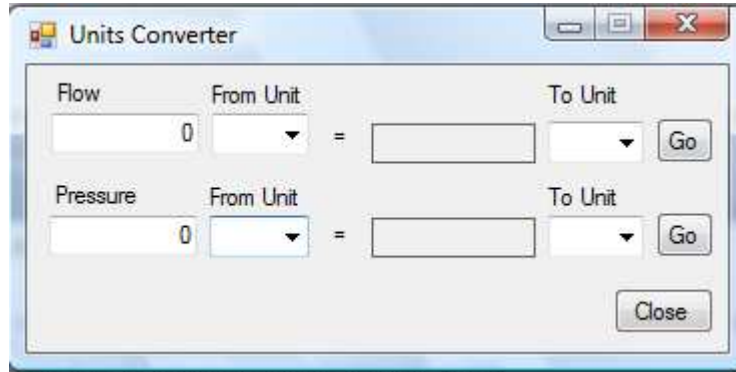 Units Converter
Flow From Unit To Unit
0 = Go
Pressure From Unit To Unit
0 = Go
Close